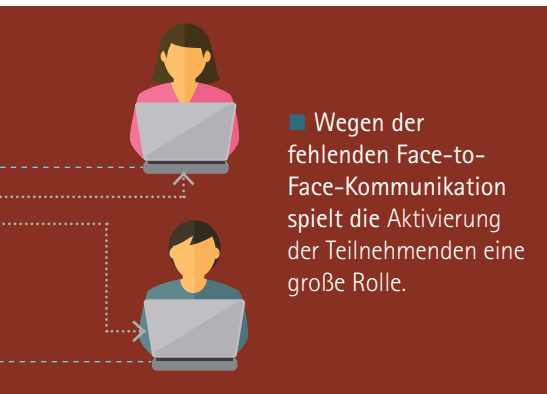 ■ Wegen der
fehlenden Face-to-
Face-Kommunikation
spielt die Aktivierung
der Teilnehmenden eine
große Rolle.